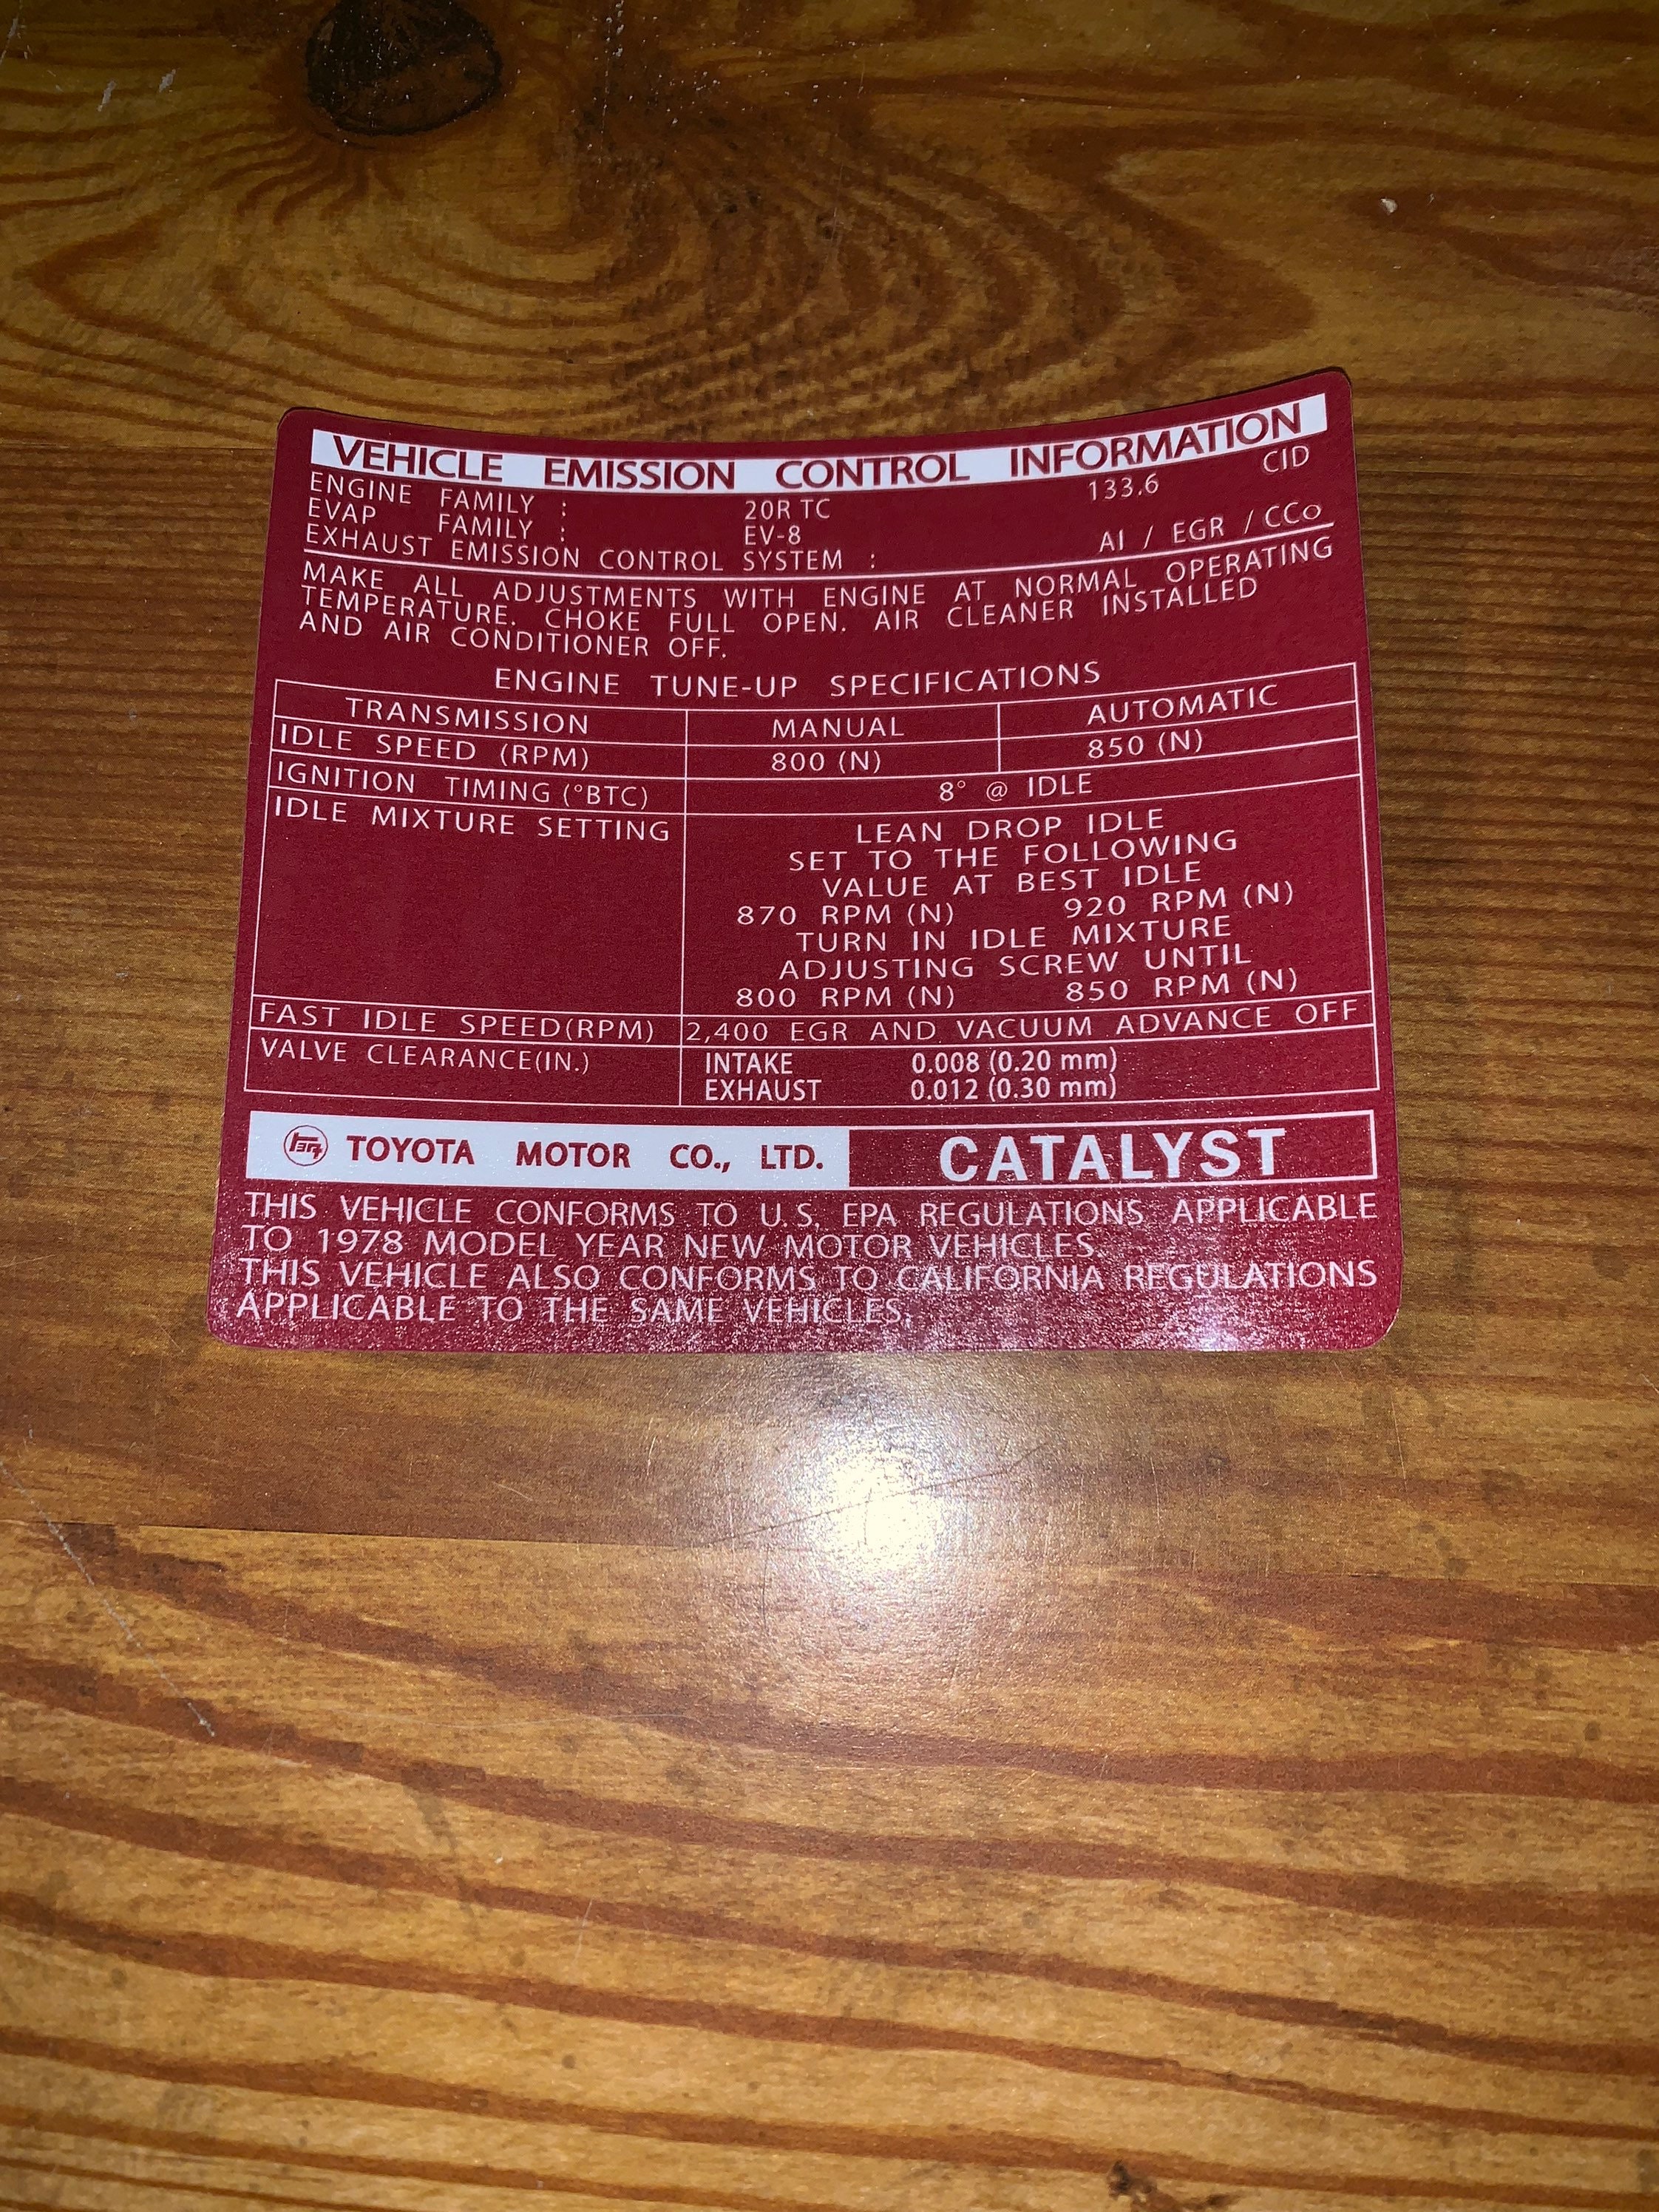 VEHICLE EMISSION CONTROL INFORMATION
ENGINE FAMILY : 20R TC 133.6 CID
EVAP FAMILY : EV-8
EXHAUST EMISSION CONTROL SYSTEM : AI / EGR / CCo
MAKE ALL ADJUSTMENTS WITH ENGINE AT NORMAL OPERATING
TEMPERATURE. CHOKE FULL OPEN. AIR CLEANER INSTALLED
AND AIR CONDITIONER OFF.
ENGINE TUNE-UP SPECIFICATIONS
TRANSMISSION MANUAL AUTOMATIC
IDLE SPEED (RPM) 800 (N) 850 (N)
IGNITION TIMING (°BTC) 8° @ IDLE
IDLE MIXTURE SETTING LEAN DROP IDLE
SET TO THE FOLLOWING
VALUE AT BEST IDLE
870 RPM (N) 920 RPM (N)
TURN IN IDLE MIXTURE
ADJUSTING SCREW UNTIL
800 RPM (N) 850 RPM (N)
FAST IDLE SPEED(RPM) 2,400 EGR AND VACUUM ADVANCE OFF
VALVE CLEARANCE(IN.) INTAKE 0.008 (0.20 mm)
EXHAUST 0.012 (0.30 mm)
TOYOTA MOTOR CO., LTD. CATALYST
THIS VEHICLE CONFORMS TO U.S. EPA REGULATIONS APPLICABLE
TO 1978 MODEL YEAR NEW MOTOR VEHICLES.
THIS VEHICLE ALSO CONFORMS TO CALIFORNIA REGULATIONS
APPLICABLE TO THE SAME VEHICLES.